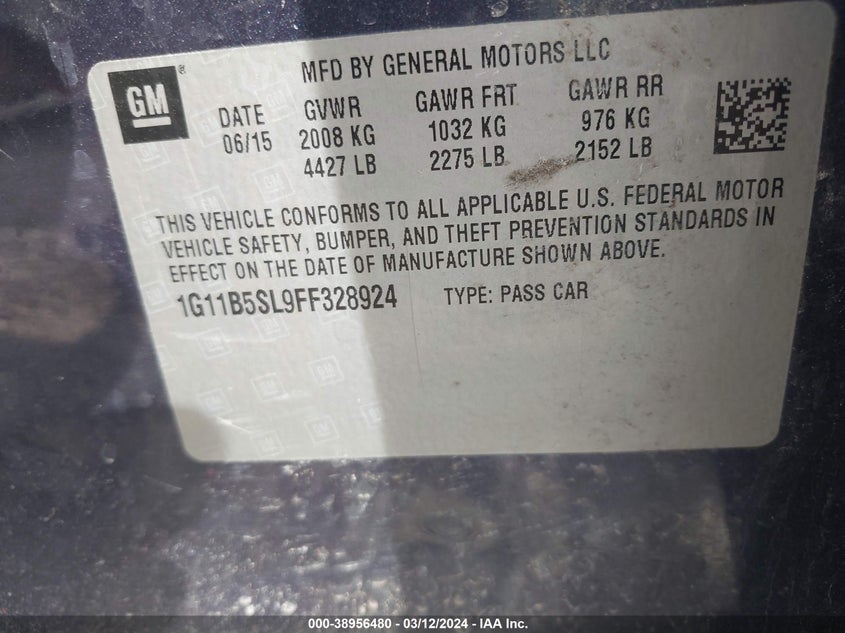 GM®
MFD BY GENERAL MOTORS LLC
DATE GVWR GAWR FRT GAWR RR
06/15 2008 KG 1032 KG 976 KG
4427 LB 2275 LB 2152 LB
THIS VEHICLE CONFORMS TO ALL APPLICABLE U.S. FEDERAL MOTOR
VEHICLE SAFETY, BUMPER, AND THEFT PREVENTION STANDARDS IN
EFFECT ON THE DATE OF MANUFACTURE SHOWN ABOVE.
1G11B5SL9FF328924 TYPE: PASS CAR
000-38956480 - 03/12/2024 - IAA Inc.